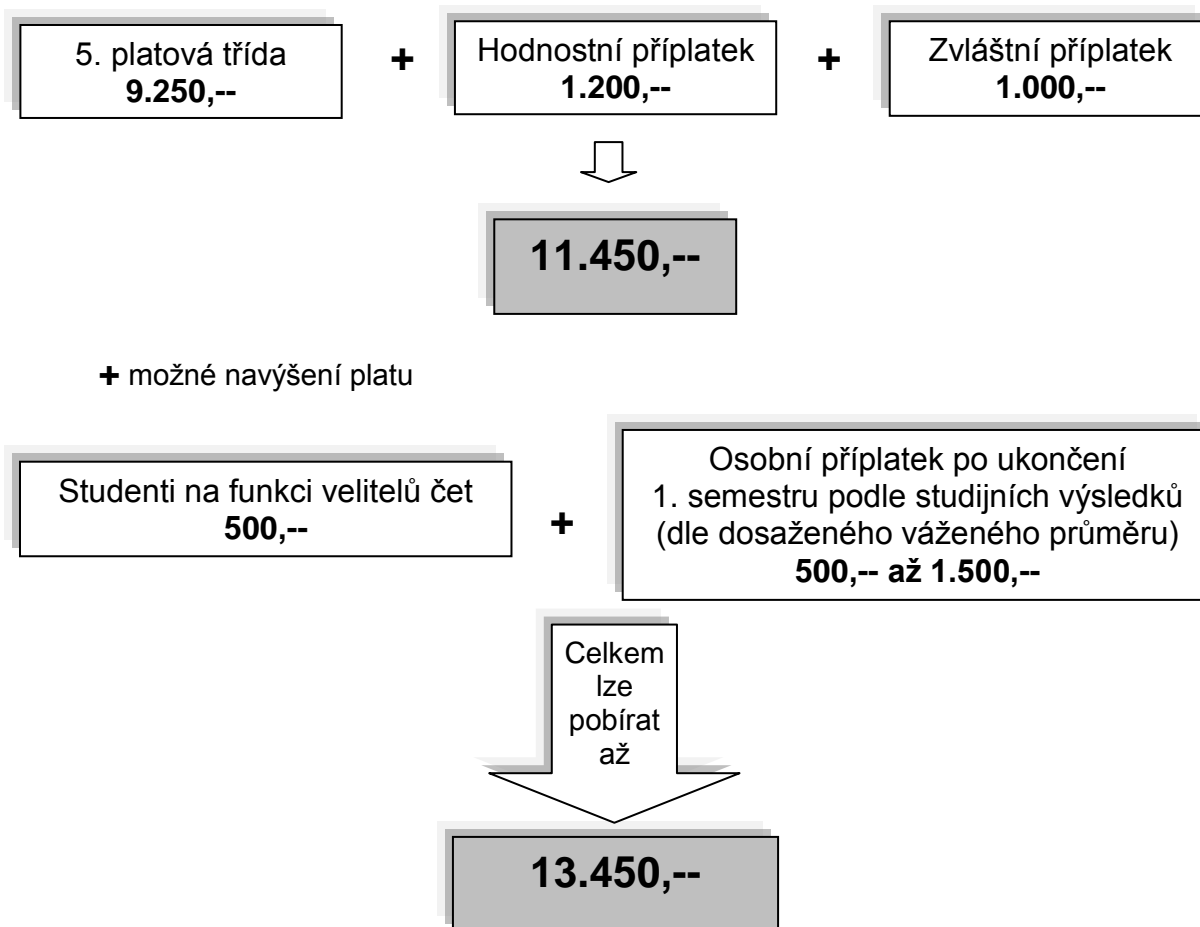 5. platová třída
9.250,--
+
Hodnostní příplatek
1.200,--
+
Zvláštní příplatek
1.000,--
11.450,--
+ možné navýšení platu
Studenti na funkci velitelů čet
500,--
+
Osobní příplatek po ukončení
1. semestru podle studijních výsledků
(dle dosaženého váženého průměru)
500,-- až 1.500,--
Celkem
lze
pobírat
až
13.450,--